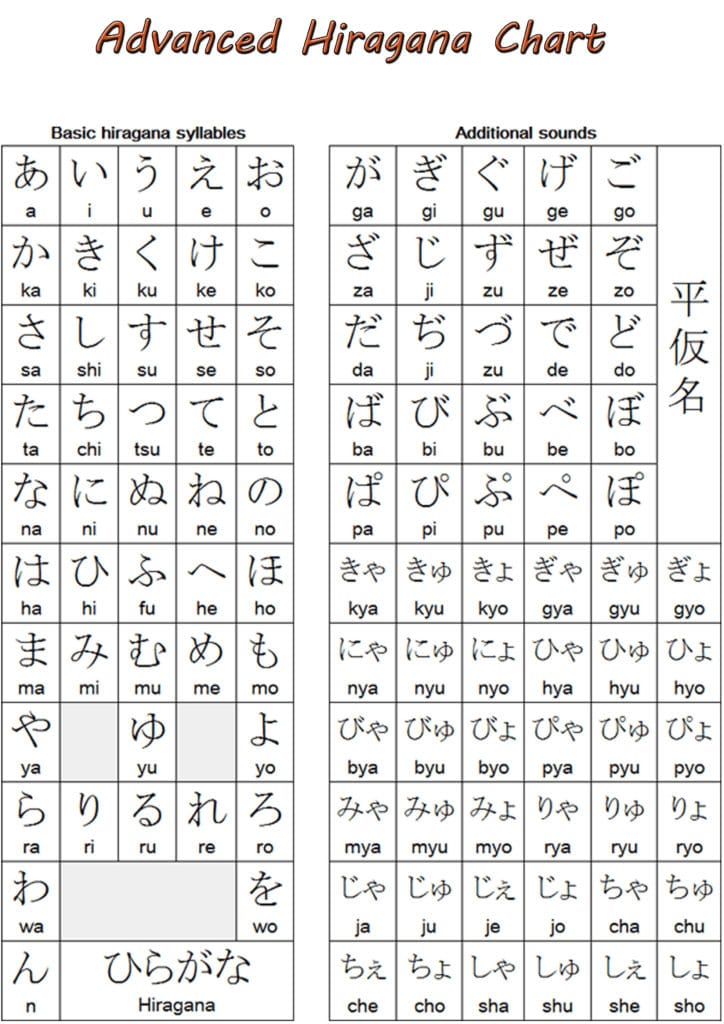 Advanced Hiragana Chart
Basic hiragana syllables
あ い う え お
a i u e o
か き く け こ
ka ki ku ke ko
さ し す せ そ
sa shi su se so
た ち つ て と
ta chi tsu te to
な に ぬ ね の
na ni nu ne no
は ひ ふ へ ほ
ha hi fu he ho
ま み む め も
ma mi mu me mo
や ゆ よ
ya yu yo
ら り る れ ろ
ra ri ru re ro
わ を
wa wo
ん ひらがな
n Hiragana
Additional sounds
が ぎ ぐ げ ご
ga gi gu ge go
ざ じ ず ぜ ぞ
za ji zu ze zo
だ ぢ づ で ど
da ji zu de do
ば び ぶ べ ぼ
ba bi bu be bo
ぱ ぴ ぷ ぺ ぽ
pa pi pu pe po
平仮名
きゃ きゅ きょ ぎゃ ぎゅ ぎょ
kya kyu kyo gya gyu gyo
にゃ にゅ にょ ひゃ ひゅ ひょ
nya nyu nyo hya hyu hyo
びゃ びゅ びょ ぴゃ ぴゅ ぴょ
bya byu byo pya pyu pyo
みゃ みゅ みょ りゃ りゅ りょ
mya myu myo rya ryu ryo
じゃ じゅ じぇ じょ ちゃ ちゅ
ja ju je jo cha chu
ちぇ ちょ しゃ しゅ しぇ しょ
che cho sha shu she sho